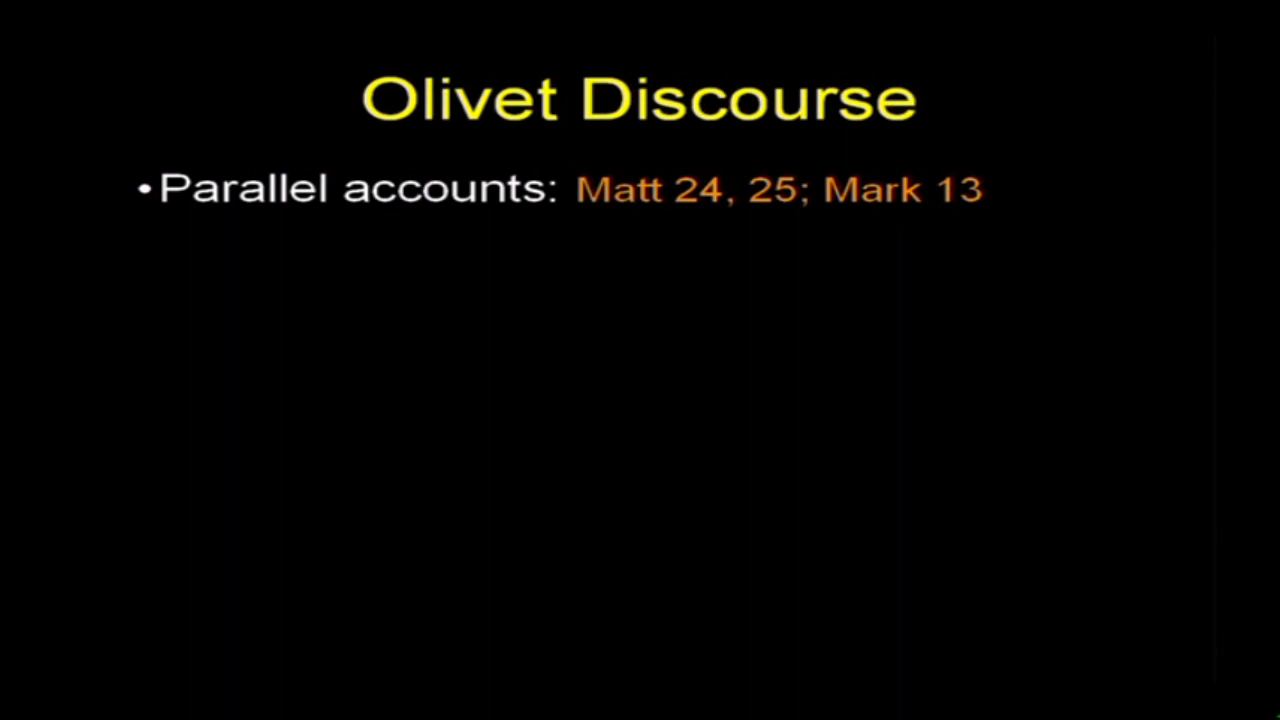 Olivet Discourse
•Parallel accounts: Matt 24, 25; Mark 13